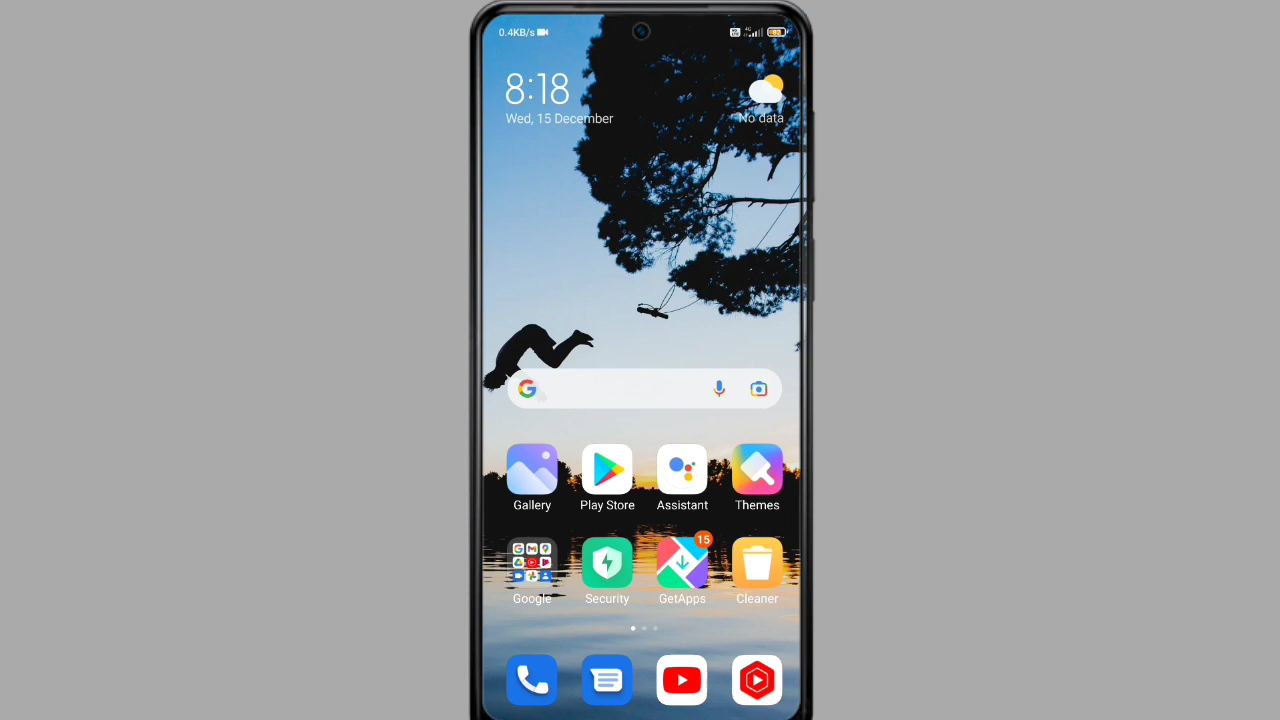 0.4KB/s
8:18
Wed, 15 December
No data
Gallery Play Store Assistant Themes
15
Google Security GetApps Cleaner